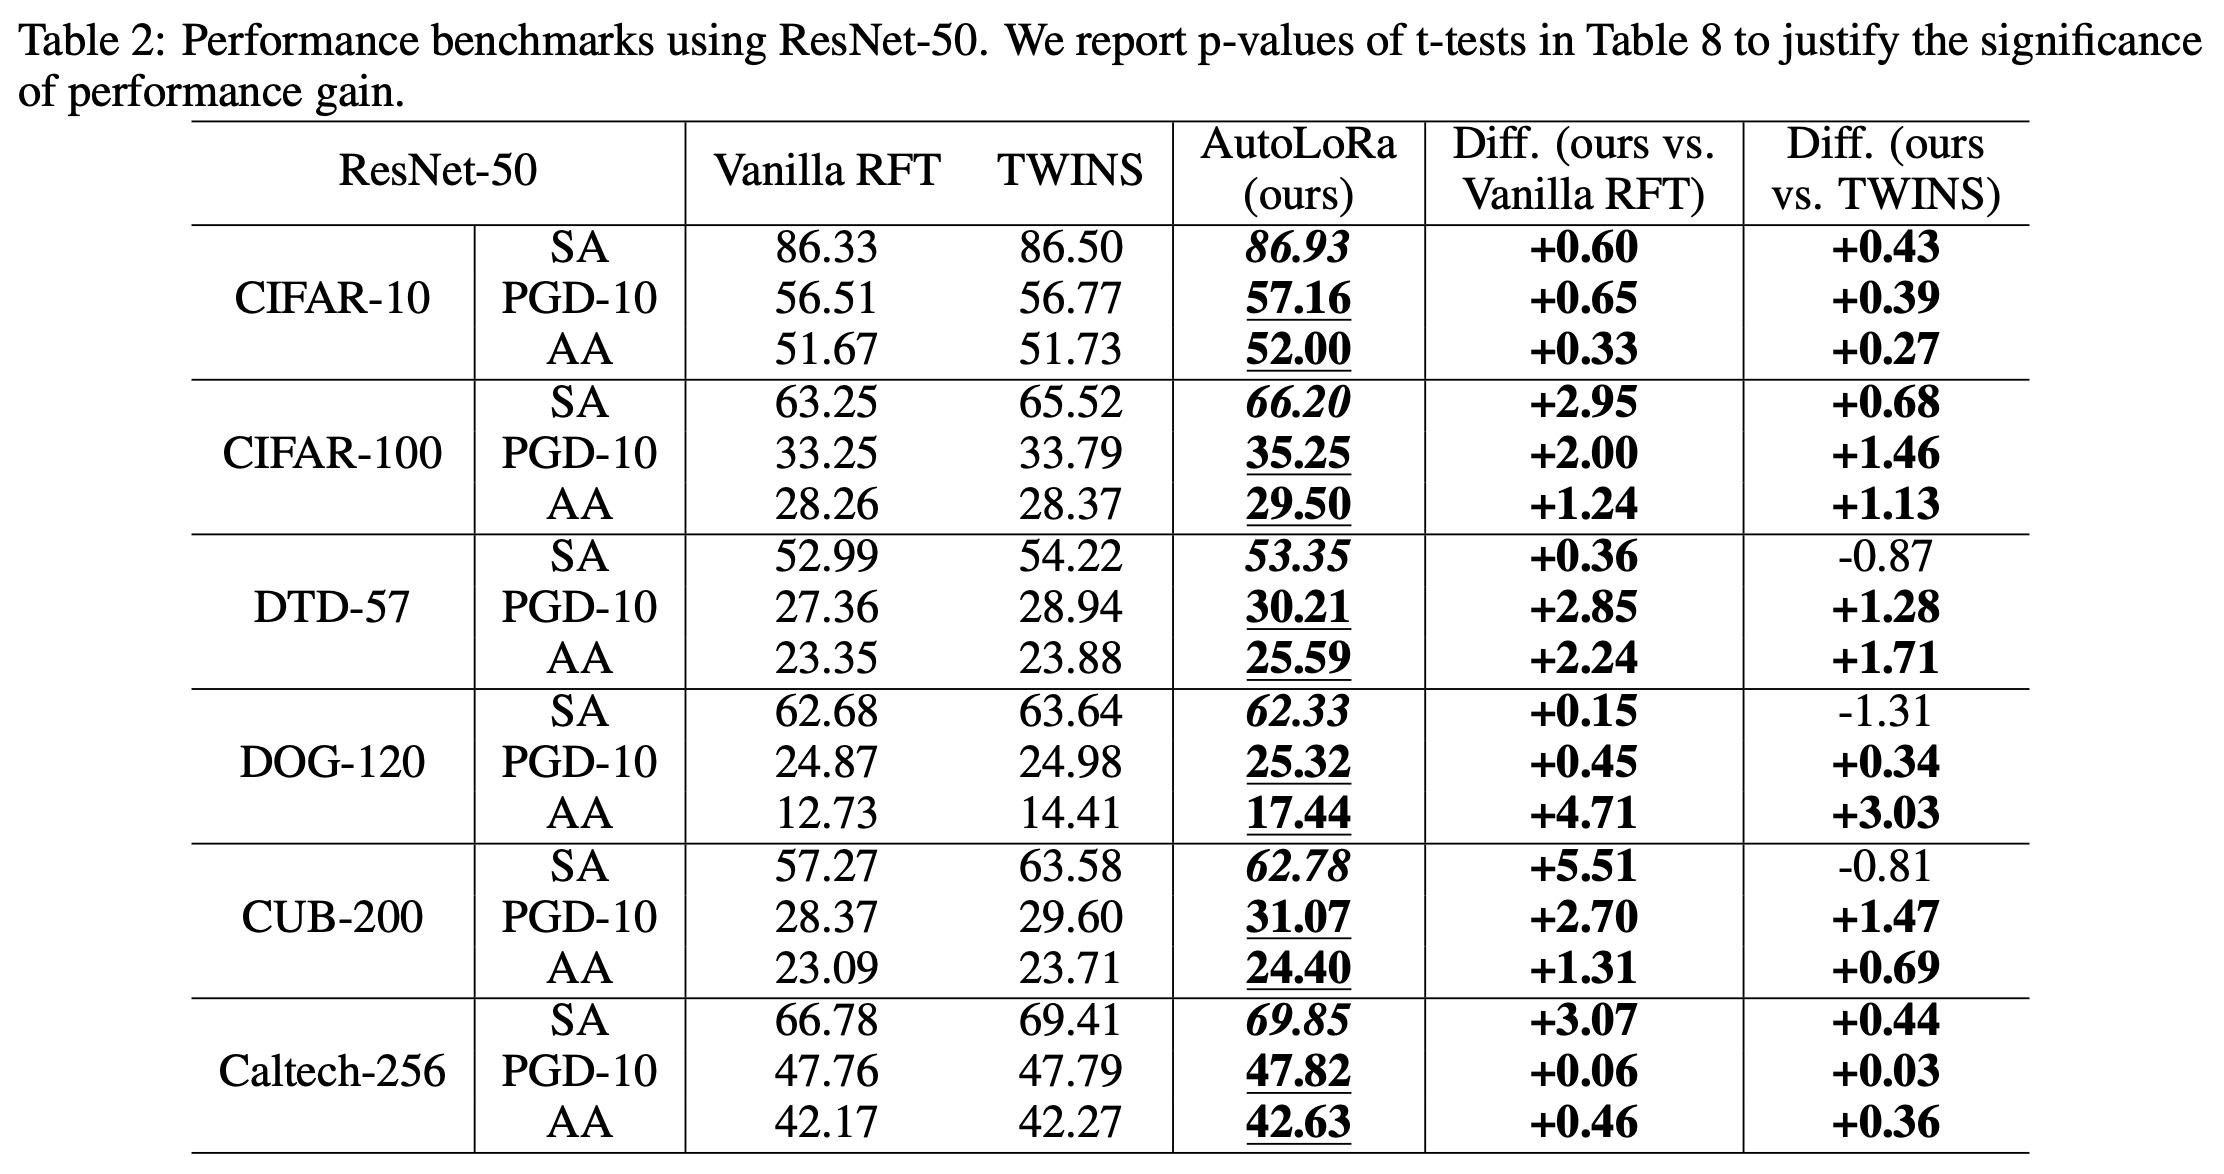 Table 2: Performance benchmarks using ResNet-50. We report p-values of t-tests in Table 8 to justify the significance
of performance gain.
ResNet-50 Vanilla RFT TWINS AutoLoRa (ours) Diff. (ours vs. Vanilla RFT) Diff. (ours vs. TWINS)
CIFAR-10 SA 86.33 86.50 86.93 +0.60 +0.43
PGD-10 56.51 56.77 57.16 +0.65 +0.39
AA 51.67 51.73 52.00 +0.33 +0.27
CIFAR-100 SA 63.25 65.52 66.20 +2.95 +0.68
PGD-10 33.25 33.79 35.25 +2.00 +1.46
AA 28.26 28.37 29.50 +1.24 +1.13
DTD-57 SA 52.99 54.22 53.35 +0.36 -0.87
PGD-10 27.36 28.94 30.21 +2.85 +1.28
AA 23.35 23.88 25.59 +2.24 +1.71
DOG-120 SA 62.68 63.64 62.33 +0.15 -1.31
PGD-10 24.87 24.98 25.32 +0.45 +0.34
AA 12.73 14.41 17.44 +4.71 +3.03
CUB-200 SA 57.27 63.58 62.78 +5.51 -0.81
PGD-10 28.37 29.60 31.07 +2.70 +1.47
AA 23.09 23.71 24.40 +1.31 +0.69
Caltech-256 SA 66.78 69.41 69.85 +3.07 +0.44
PGD-10 47.76 47.79 47.82 +0.06 +0.03
AA 42.17 42.27 42.63 +0.46 +0.36